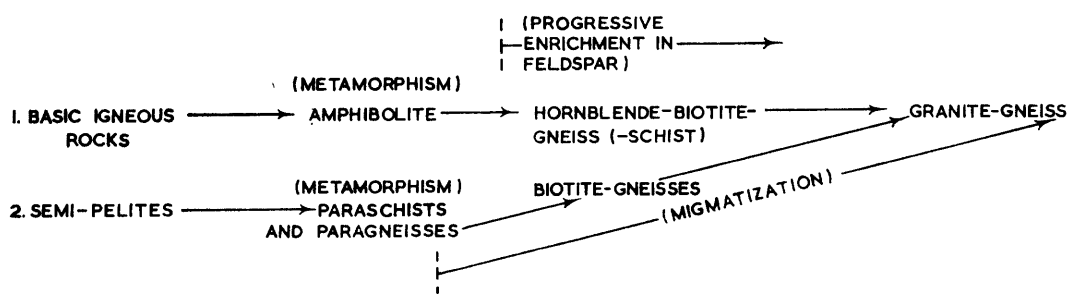 (PROGRESSIVE
ENRICHMENT IN
FELDSPAR)
(METAMORPHISM)
1. BASIC IGNEOUS
ROCKS
AMPHIBOLITE
HORNBLENDE-BIOTITE-
GNEISS (-SCHIST)
GRANITE-GNEISS
(METAMORPHISM)
2. SEMI-PELITES
PARASCHISTS
AND PARAGNEISSES
BIOTITE-GNEISSES
(MIGMATIZATION)